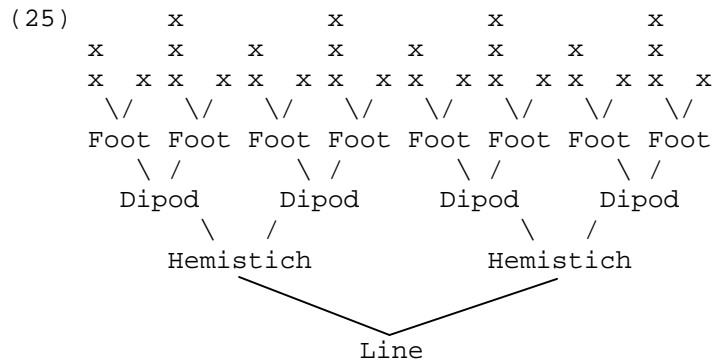 (25) x x x x
x x x x x x x x
x x x x x x x x x x x x x x x x
\/ \/ \/ \/ \/ \/ \/ \/
Foot Foot Foot Foot Foot Foot Foot Foot
\ / \ / \ / \ /
Dipod Dipod Dipod Dipod
\ / \ /
Hemistich Hemistich
Line